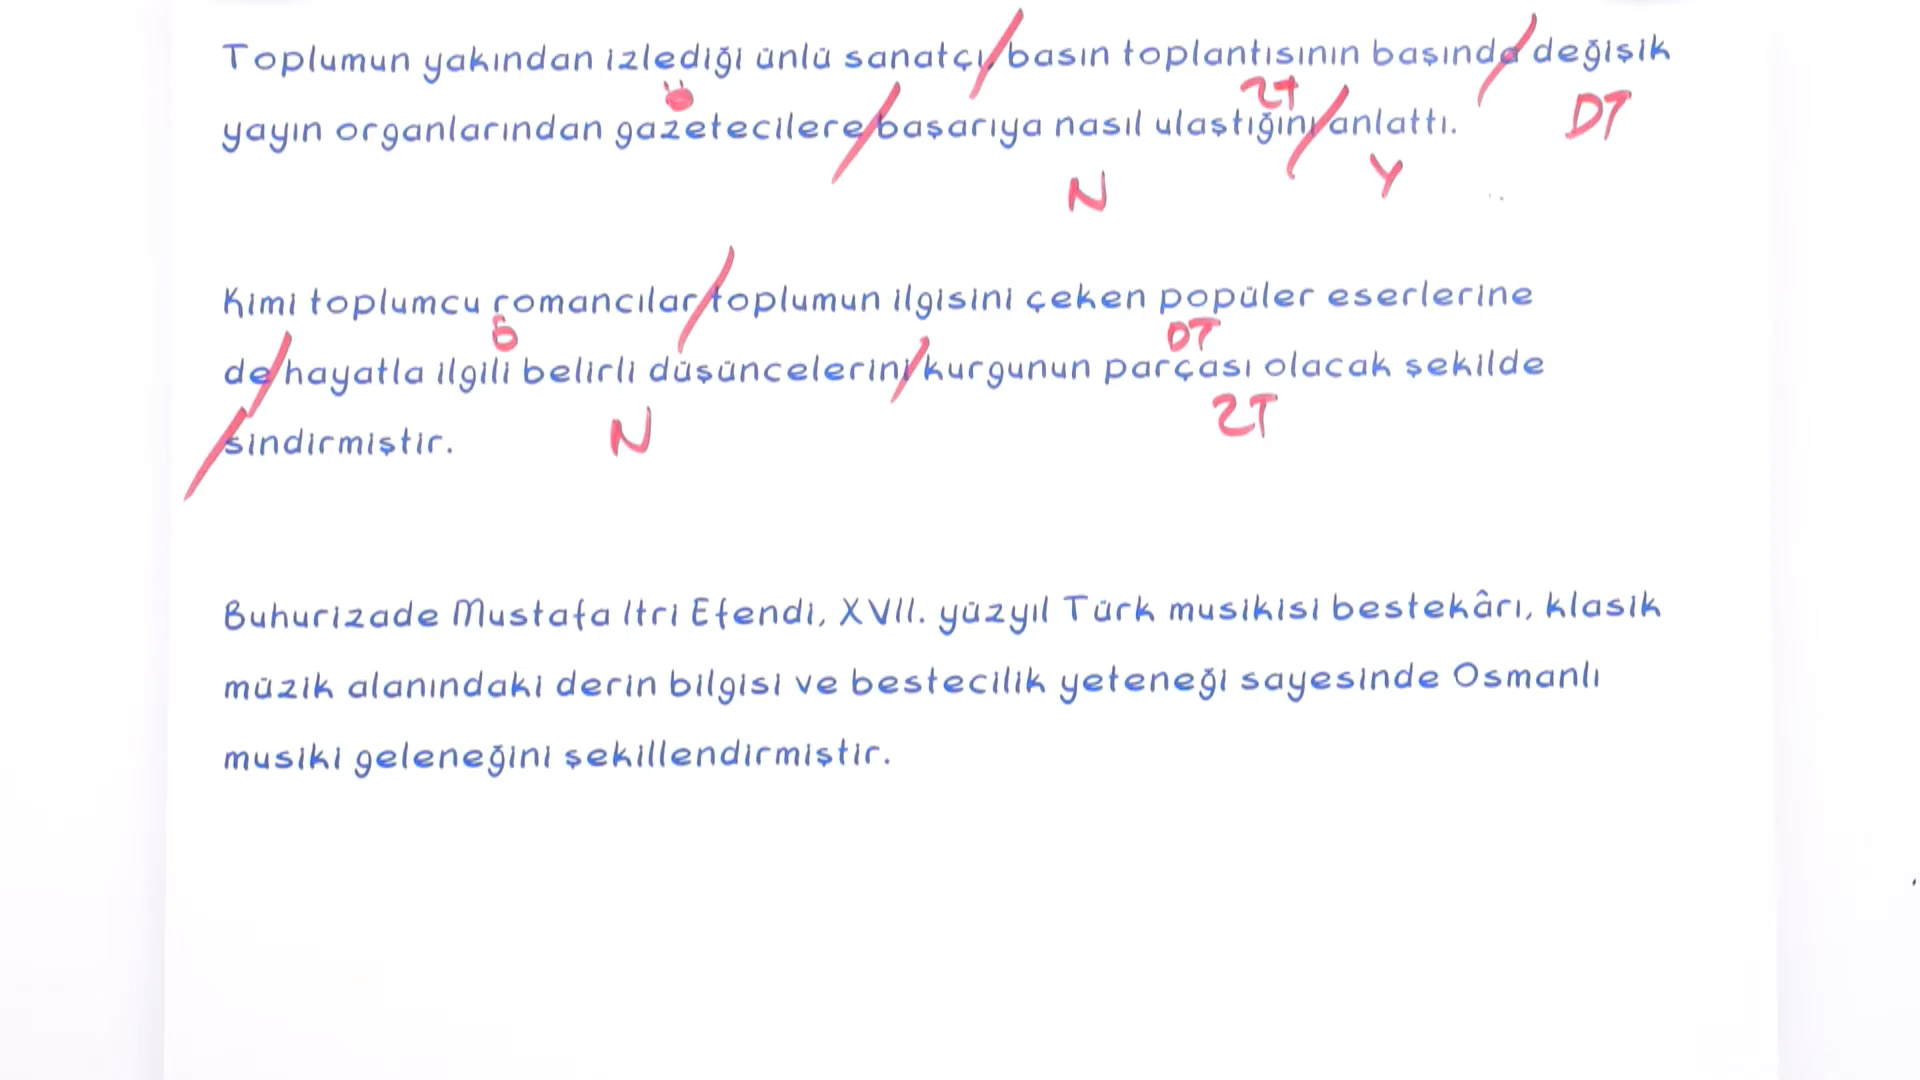 Toplumun yakından izlediği ünlü sanatçı, basın toplantısının başında değişik
Ö ZT DT
yayın organlarından gazetecilere başarıya nasıl ulaştığını anlattı.
N Y
Kimi toplumcu romancılar toplumun ilgisini çeken popüler eserlerine
Ö DT
de hayatla ilgili belirli düşüncelerini kurgunun parçası olacak şekilde
N ZT
sindirmiştir.
Buhurizade Mustafa Itri Efendi, XVII. yüzyıl Türk musikisi bestekârı, klasik
müzik alanındaki derin bilgisi ve bestecilik yeteneği sayesinde Osmanlı
musiki geleneğini şekillendirmiştir.